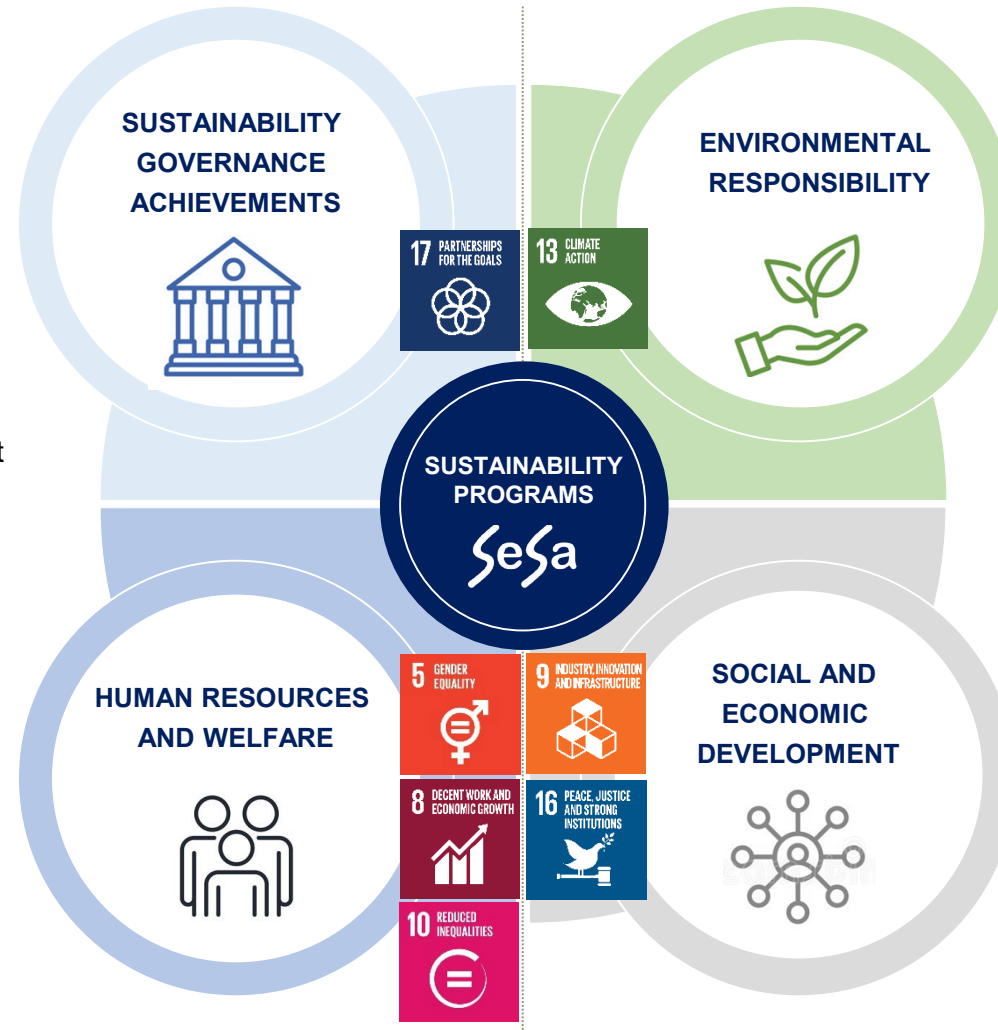 SUSTAINABILITY
GOVERNANCE
ACHIEVEMENTS
ENVIRONMENTAL
RESPONSIBILITY
17 PARTNERSHIPS
FOR THE GOALS
13 CLIMATE
ACTION
t
SUSTAINABILITY
PROGRAMS
SeSa
HUMAN RESOURCES
AND WELFARE
5 GENDER
EQUALITY
8 DECENT WORK AND
ECONOMIC GROWTH
10 REDUCED
INEQUALITIES
9 INDUSTRY, INNOVATION
AND INFRASTRUCTURE
16 PEACE, JUSTICE
AND STRONG
INSTITUTIONS
SOCIAL AND
ECONOMIC
DEVELOPMENT